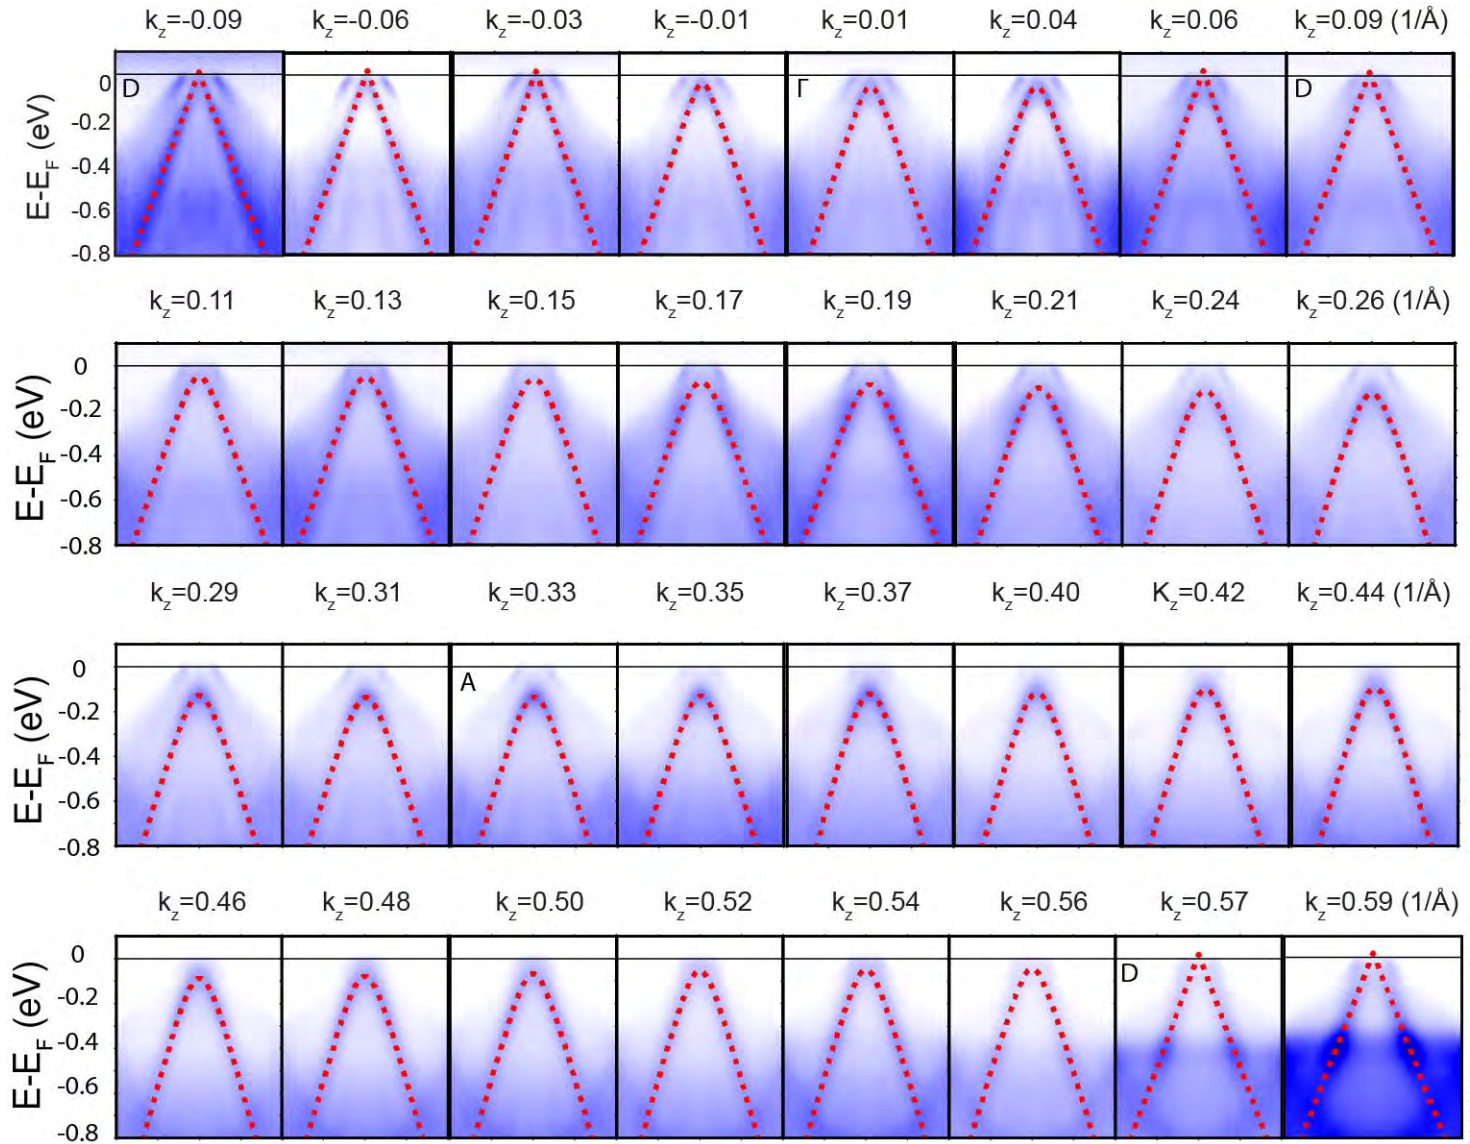 k_z=-0.09 k_z=-0.06 k_z=-0.03 k_z=-0.01 k_z=0.01 k_z=0.04 k_z=0.06 k_z=0.09 (1/Å)
E-E_F (eV)
0
-0.2
-0.4
-0.6
-0.8
D Γ D
k_z=0.11 k_z=0.13 k_z=0.15 k_z=0.17 k_z=0.19 k_z=0.21 k_z=0.24 k_z=0.26 (1/Å)
E-E_F (eV)
0
-0.2
-0.4
-0.6
-0.8
k_z=0.29 k_z=0.31 k_z=0.33 k_z=0.35 k_z=0.37 k_z=0.40 K_z=0.42 k_z=0.44 (1/Å)
E-E_F (eV)
0
-0.2
-0.4
-0.6
-0.8
A
k_z=0.46 k_z=0.48 k_z=0.50 k_z=0.52 k_z=0.54 k_z=0.56 k_z=0.57 k_z=0.59 (1/Å)
E-E_F (eV)
0
-0.2
-0.4
-0.6
-0.8
D